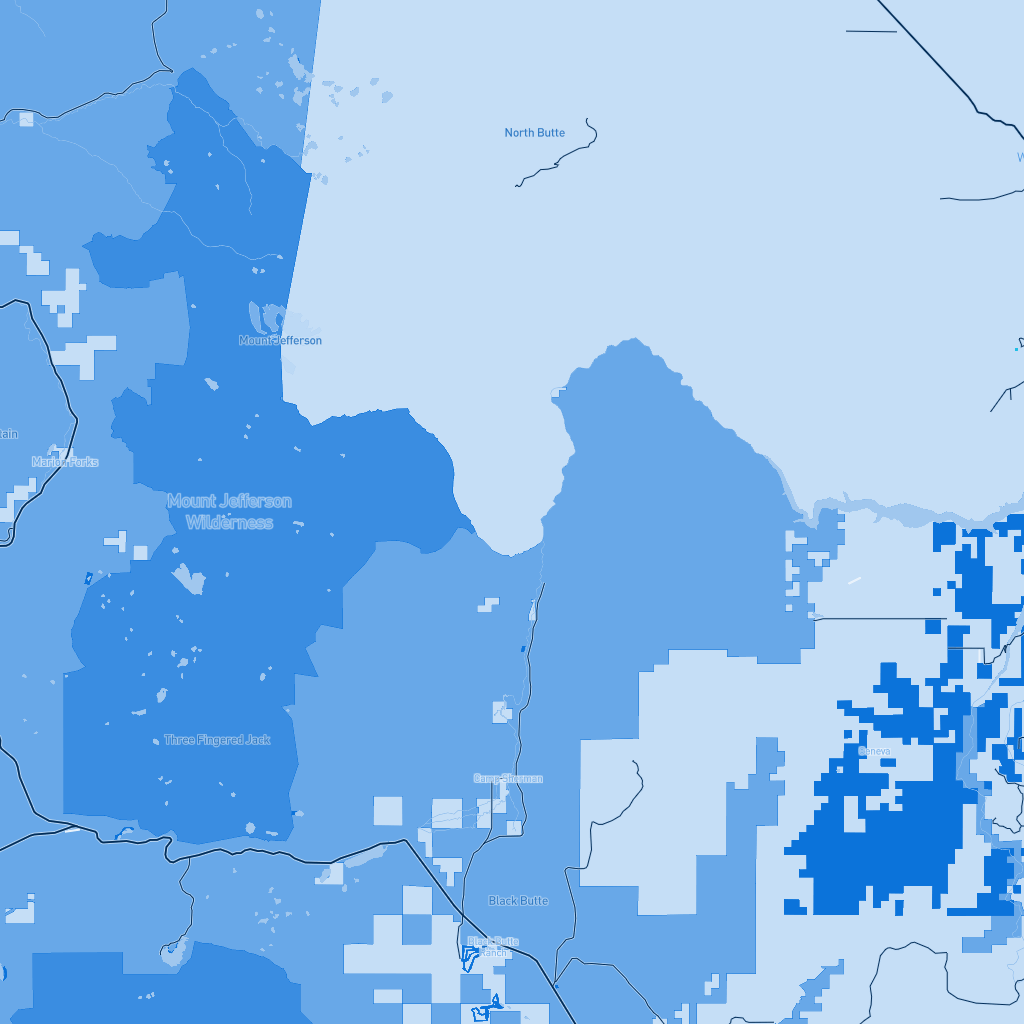 North Butte
W
Mount Jefferson
tain
Marion Forks
Mount Jefferson
Wilderness
Three Fingered Jack
Geneva
Camp Sherman
Black Butte
Black Butte
Ranch